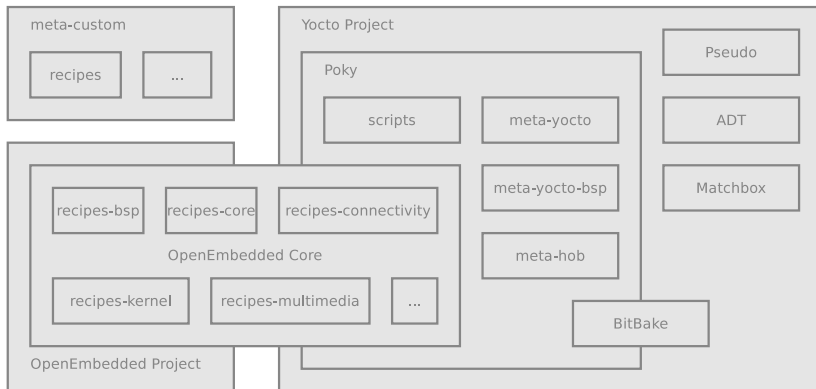 meta-custom
recipes
...
Yocto Project
Poky
scripts
meta-yocto
meta-yocto-bsp
meta-hob
BitBake
Pseudo
ADT
Matchbox
recipes-bsp
recipes-core
recipes-connectivity
OpenEmbedded Core
recipes-kernel
recipes-multimedia
...
OpenEmbedded Project